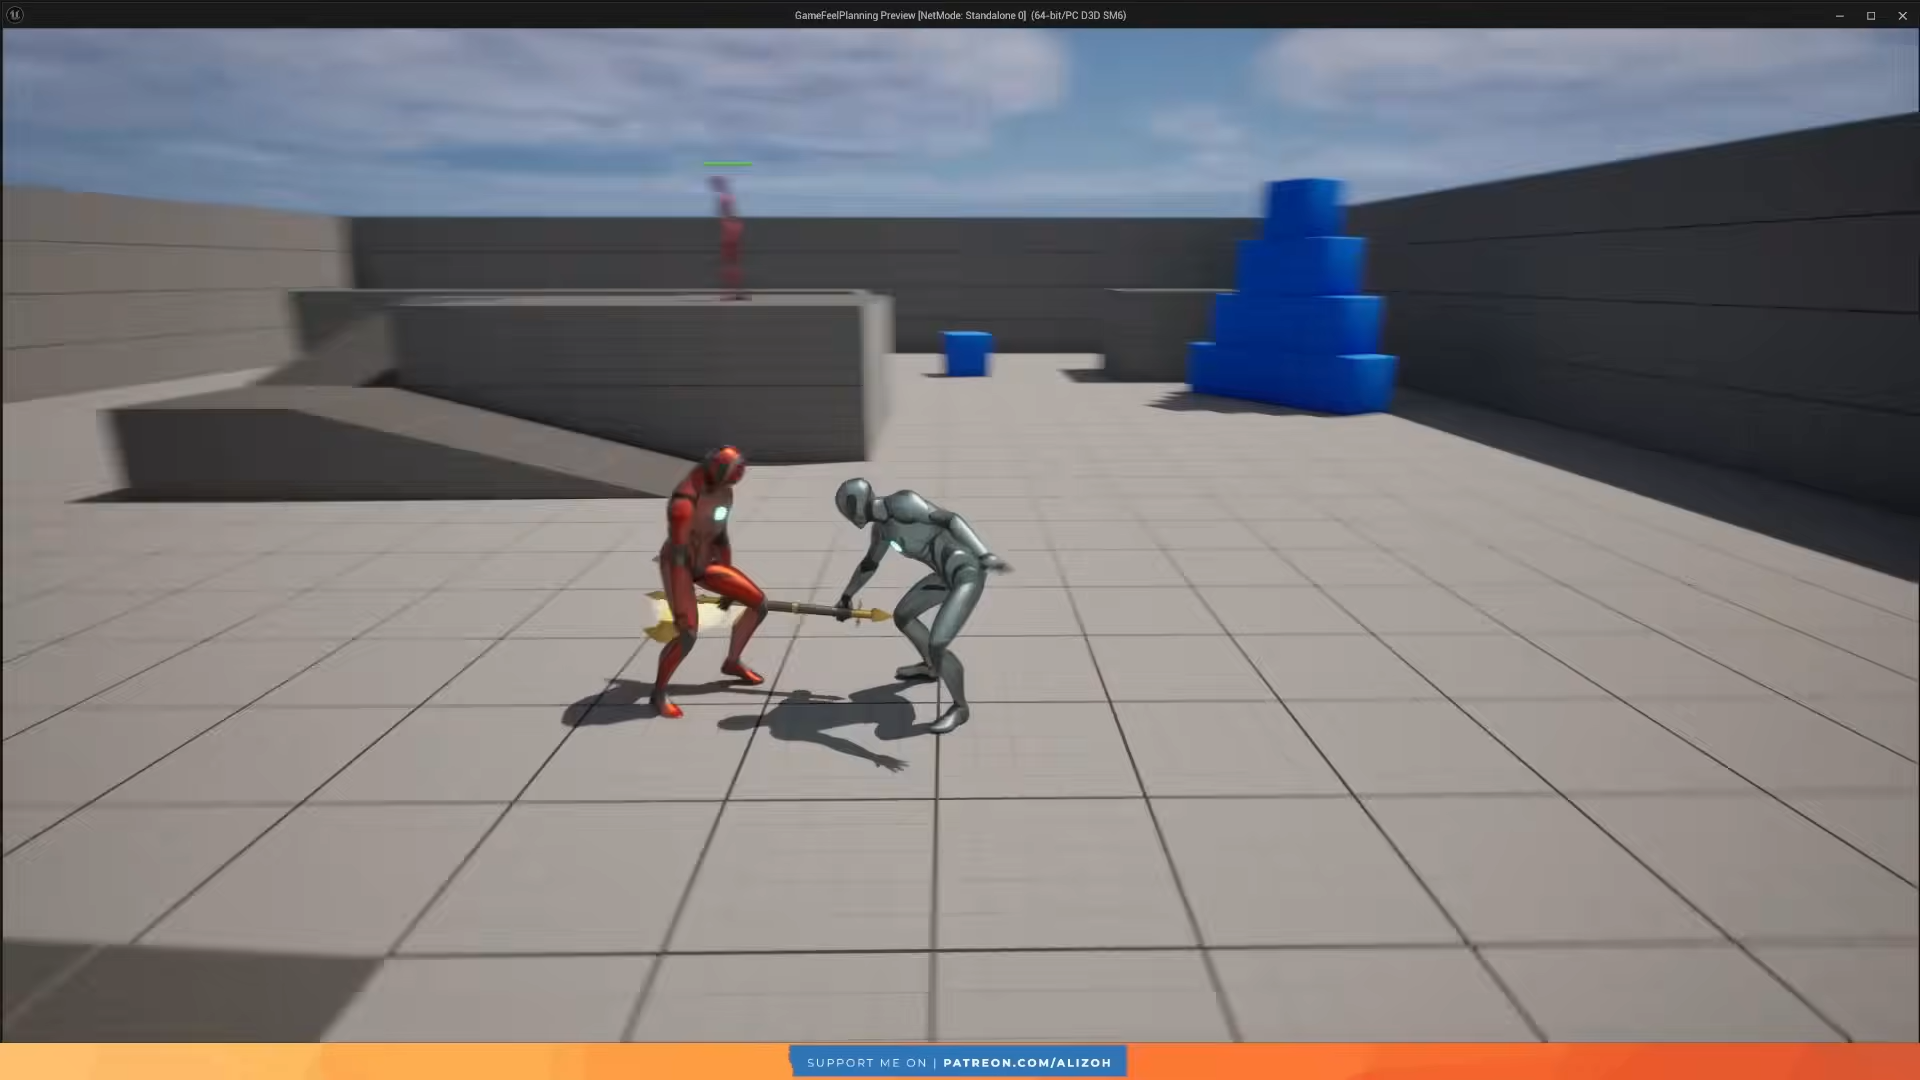 GameFeelPlanning Preview [NetMode: Standalone 0] (64-bit/PC D3D SM6)
SUPPORT ME ON | PATREON.COM/ALIZOH